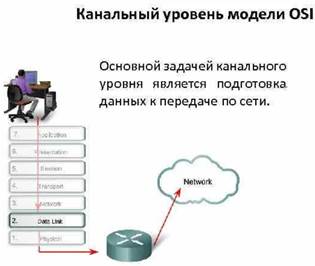 Канальный уровень модели OSI
Основной задачей канального
уровня является подготовка
данных к передаче по сети.
7. Application
6. Presentation
5. Session
4. Transport
3. Network
2. Data Link
1. Physical
Network